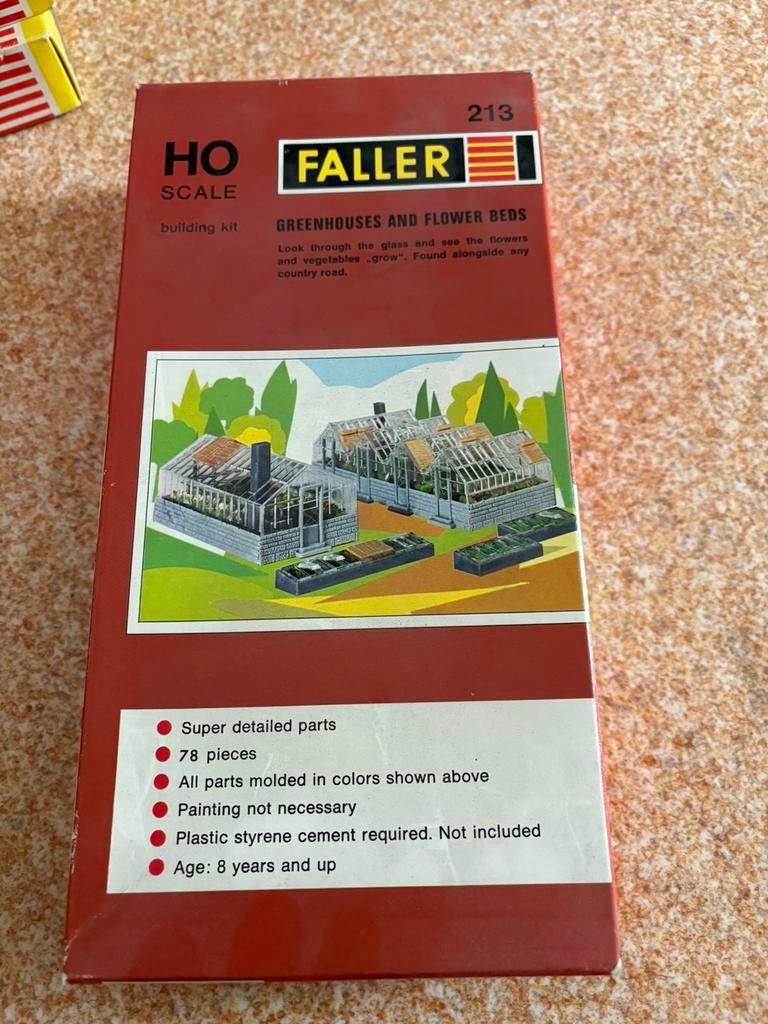 213
HO
SCALE
FALLER
building kit
GREENHOUSES AND FLOWER BEDS
Look through the glass and see the flowers
and vegetables „grow“. Found alongside any
country road.
Super detailed parts
78 pieces
All parts molded in colors shown above
Painting not necessary
Plastic styrene cement required. Not included
Age: 8 years and up